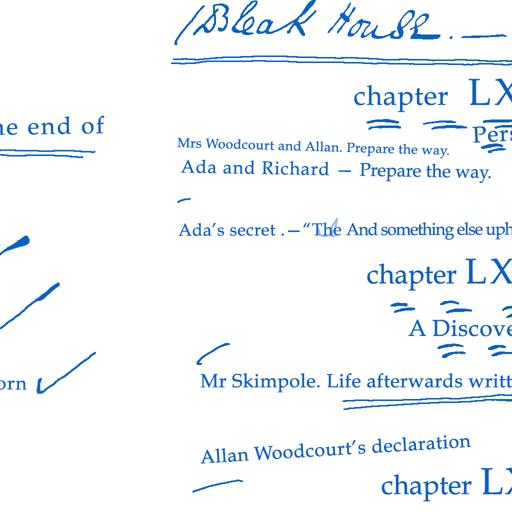 (Bleak House. —
chapter LX
he end of
Pers
Mrs Woodcourt and Allan. Prepare the way.
Ada and Richard — Prepare the way.
Ada's secret .—“The And something else uph
chapter LX
A Discove
orn
Mr Skimpole. Life afterwards writt
Allan Woodcourt's declaration
chapter LX